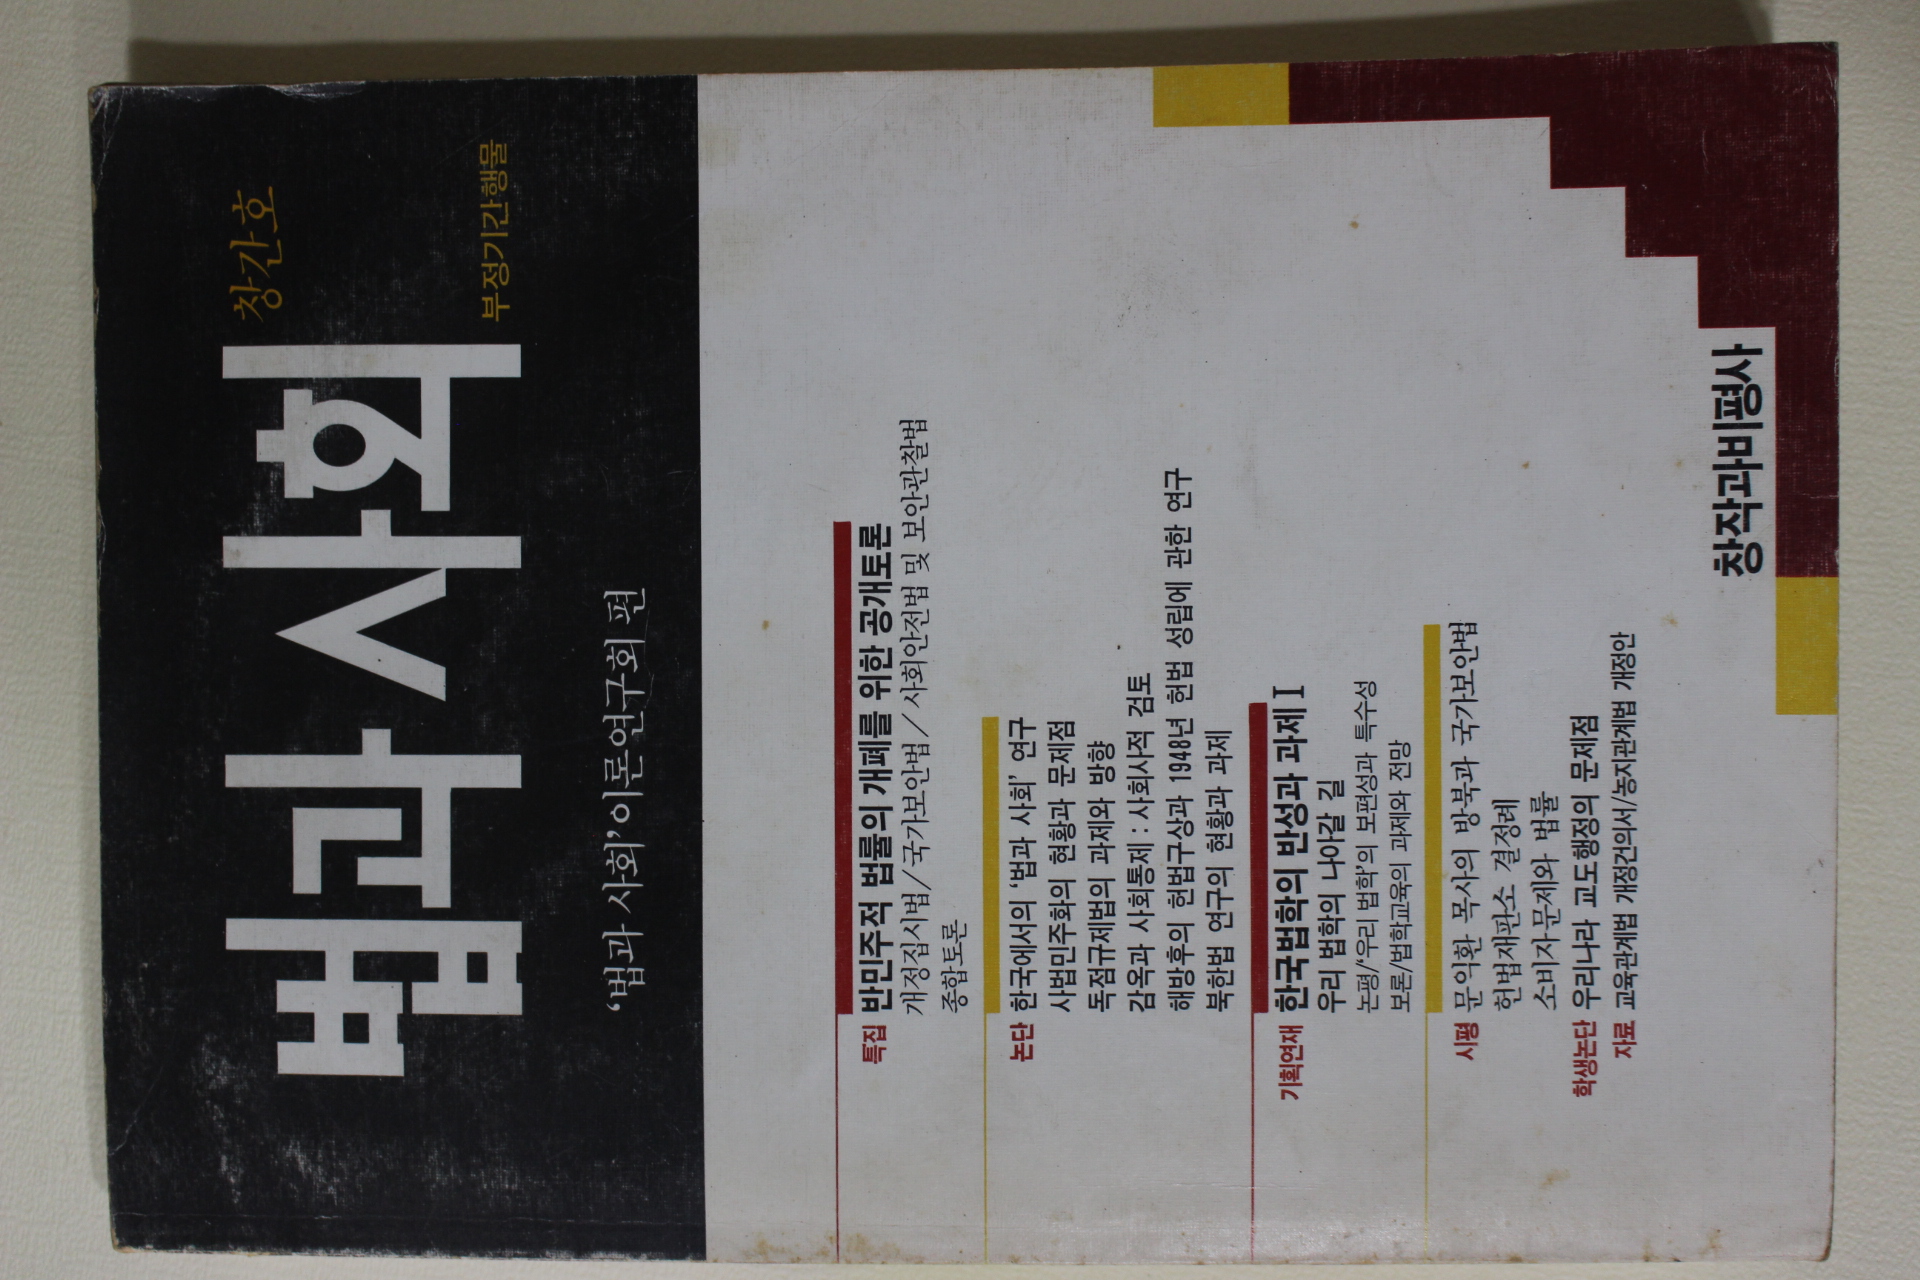 창간호
법과사회
부정기간행물
'법과 사회' 이론연구회 편
특집 반민주적 법률의 개폐를 위한 공개토론
개정집시법/국가보안법/사회안전법 및 보안관찰법
종합토론
논단 한국에서의 '법과 사회' 연구
사법민주화의 현황과 문제점
독점규제법의 과제와 방향
감옥과 사회통제 : 사회사적 검토
해방후의 헌법구상과 1948년 헌법 성립에 관한 연구
북한법 연구의 현황과 과제
기획연재 한국법학의 반성과 과제 I
우리 법학의 나아갈 길
논평/'우리 법학'의 보편성과 특수성
보론/법학교육의 과제와 전망
시평 문익환 목사의 방북과 국가보안법
헌법재판소 결정례
소비자문제와 법률
학생논단 우리나라 교도행정의 문제점
자료 교육관계법 개정건의서/농지관계법 개정안
창작과비평사